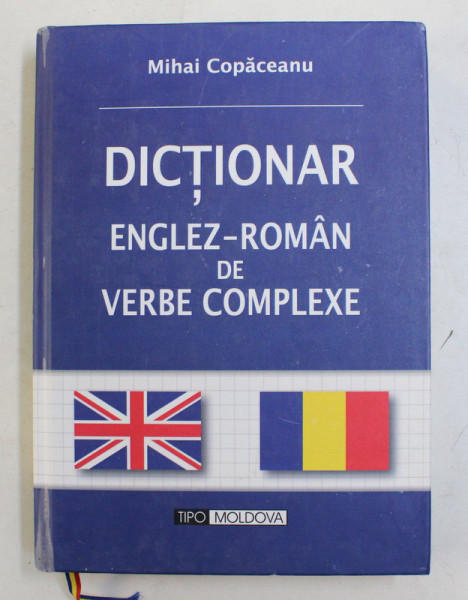 Mihai Copăceanu
DICȚIONAR
ENGLEZ-ROMÂN
DE
VERBE COMPLEXE
TIPO MOLDOVA